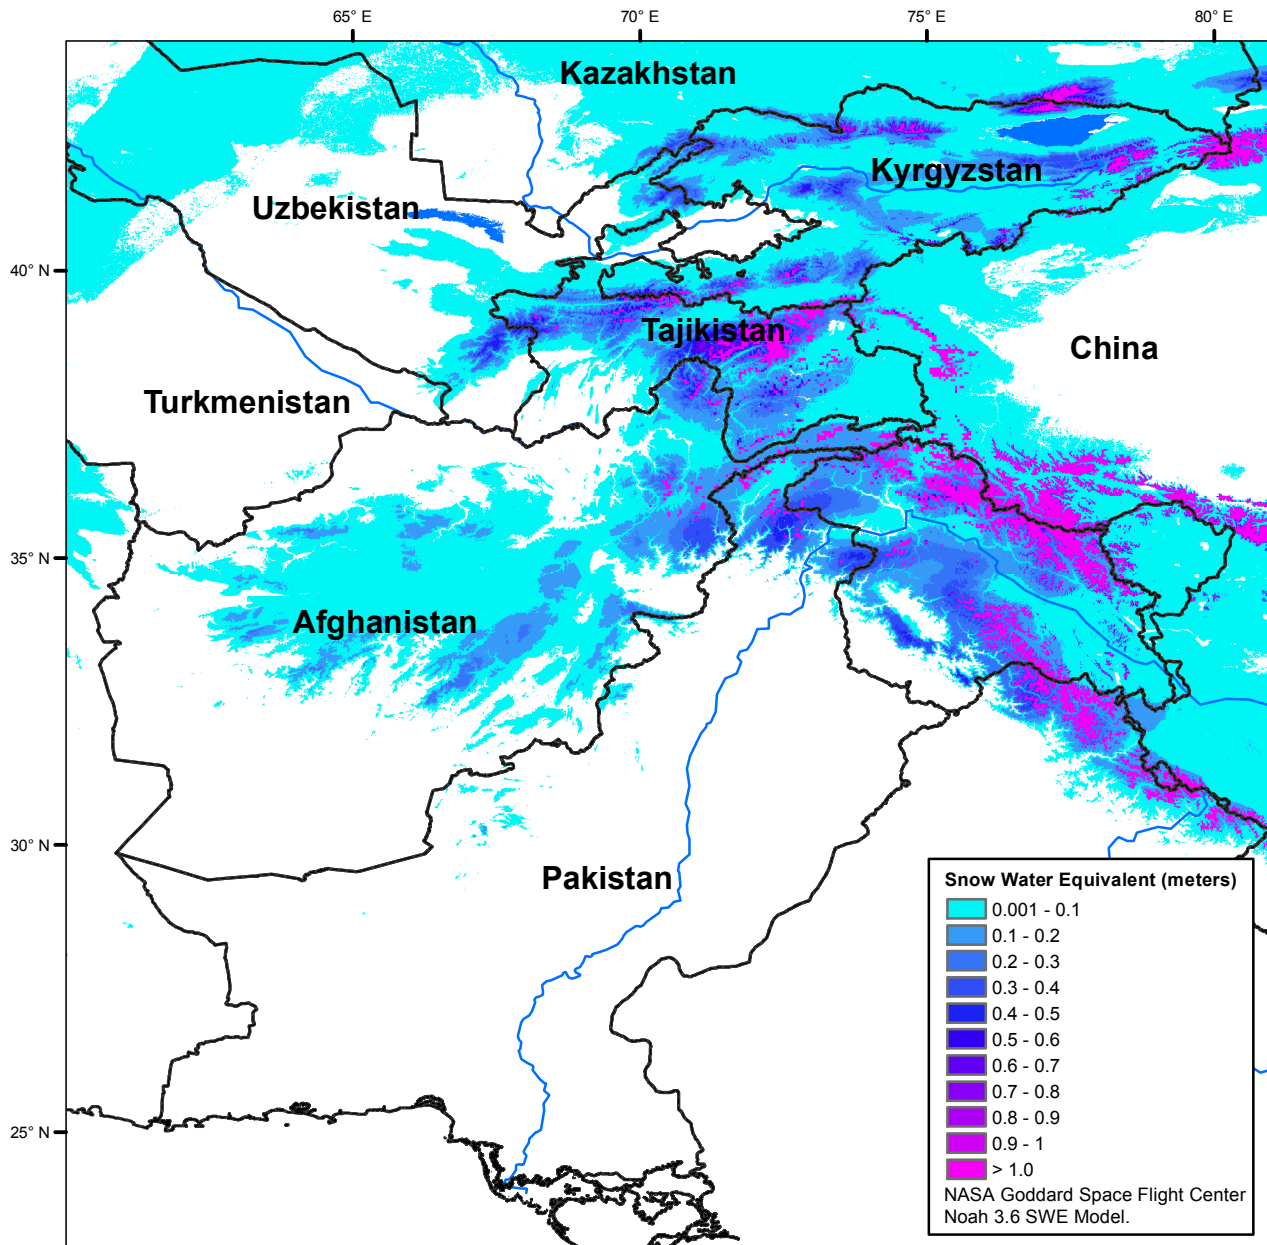 65° E
70° E
75° E
80° E
Kazakhstan
Kyrgyzstan
Uzbekistan
40° N
Tajikistan
China
Turkmenistan
35° N
Afghanistan
30° N
Pakistan
25° N
Snow Water Equivalent (meters)
0.001 - 0.1
0.1 - 0.2
0.2 - 0.3
0.3 - 0.4
0.4 - 0.5
0.5 - 0.6
0.6 - 0.7
0.7 - 0.8
0.8 - 0.9
0.9 - 1
> 1.0
NASA Goddard Space Flight Center
Noah 3.6 SWE Model.